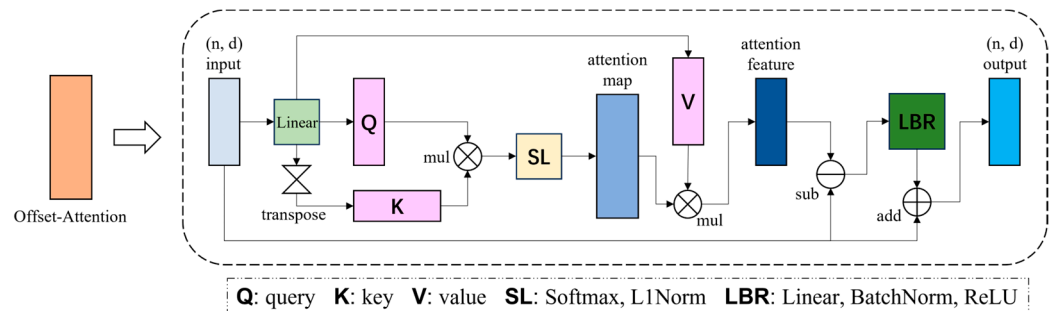 (n, d)
input
Linear
Q
mul
SL
attention
map
V
attention
feature
LBR
(n, d)
output
transpose
K
mul
sub
add
Offset-Attention
Q: query K: key V: value SL: Softmax, L1Norm LBR: Linear, BatchNorm, ReLU